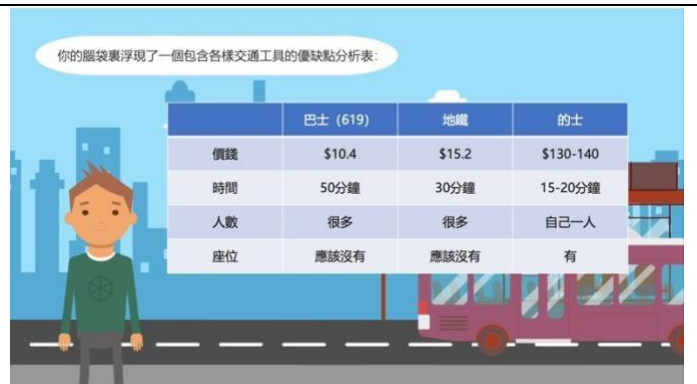 你的腦袋裏浮現了一個包含各樣交通工具的優缺點分析表:
巴士（619） 地鐵 的士
價錢 $10.4 $15.2 $130-140
時間 50分鐘 30分鐘 15-20分鐘
人數 很多 很多 自己一人
座位 應該沒有 應該沒有 有